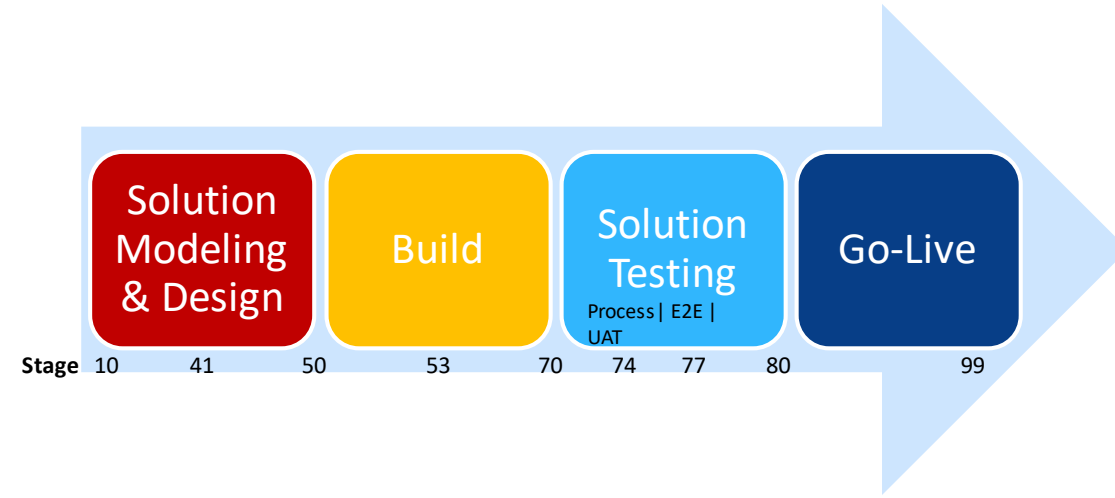 Solution
Modeling
& Design
Build
Solution
Testing
Process| E2E |
UAT
Go-Live
Stage 10 41 50 53 70 74 77 80 99